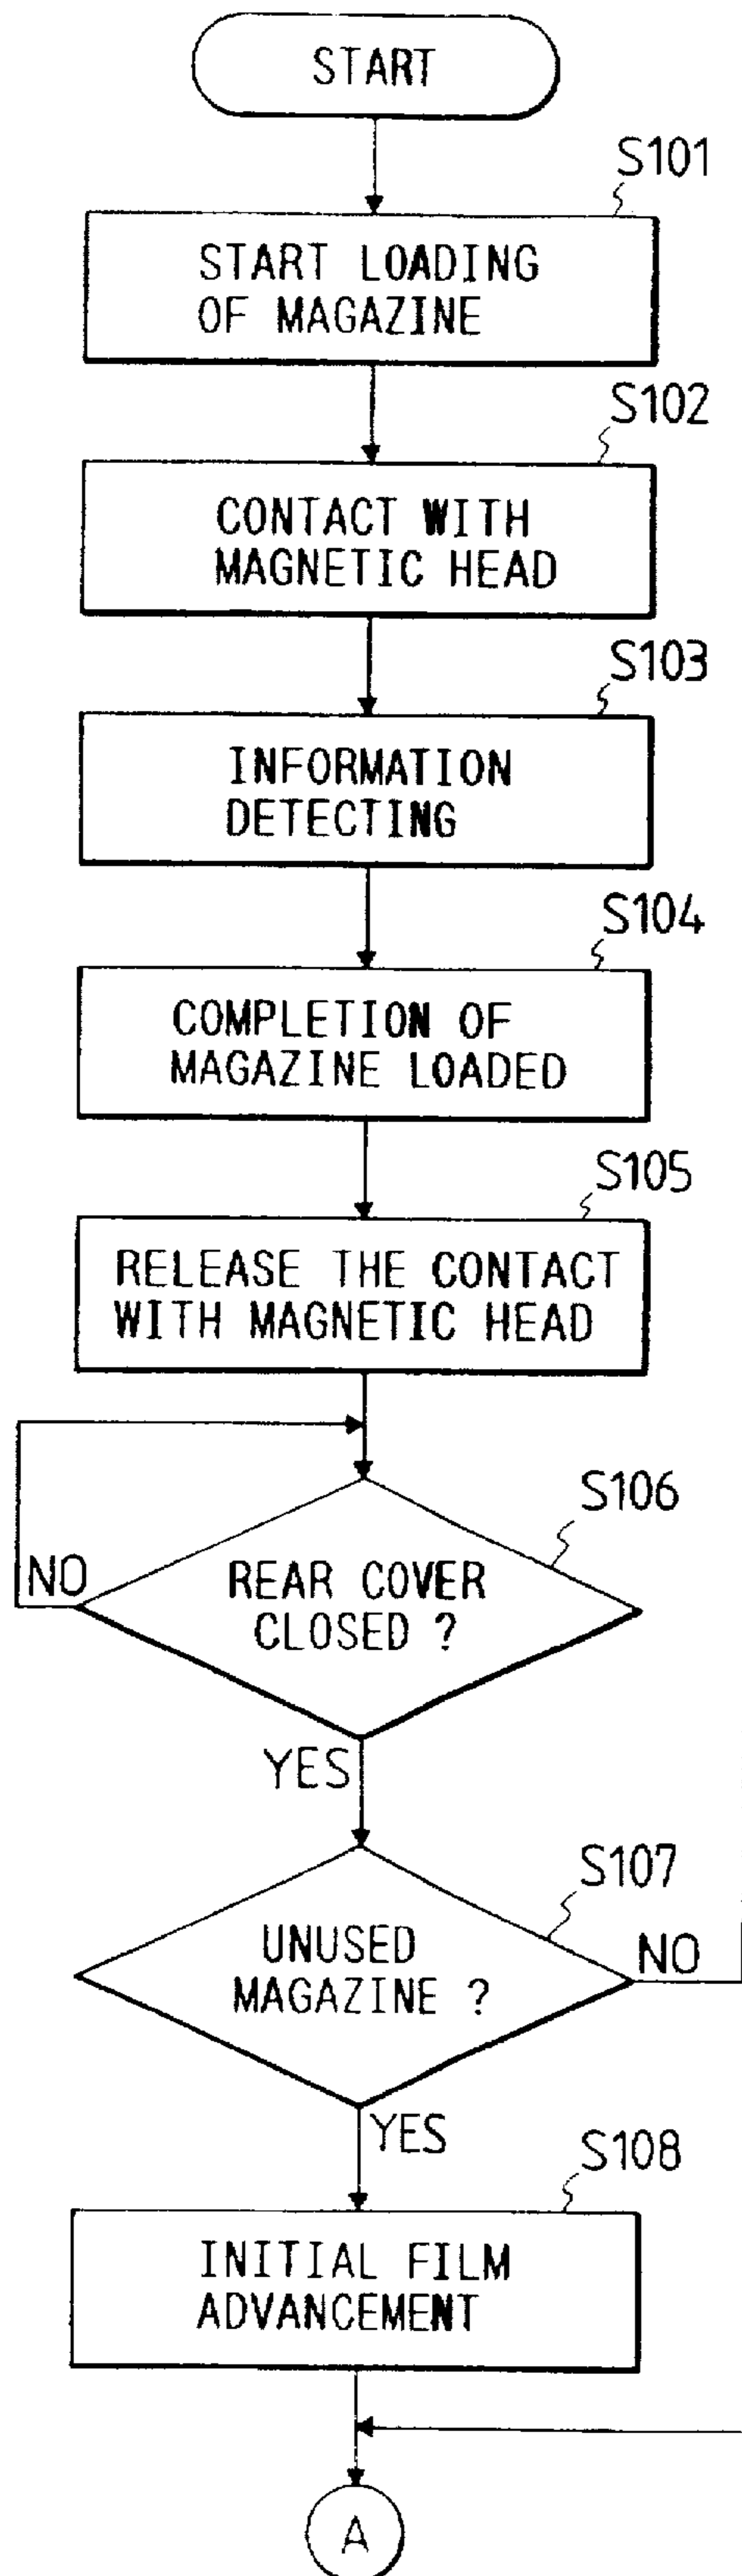 START
S101
START LOADING
OF MAGAZINE
S102
CONTACT WITH
MAGNETIC HEAD
S103
INFORMATION
DETECTING
S104
COMPLETION OF
MAGAZINE LOADED
S105
RELEASE THE CONTACT
WITH MAGNETIC HEAD
S106
NO
REAR COVER
CLOSED ?
YES
S107
UNUSED
MAGAZINE ?
NO
YES
S108
INITIAL FILM
ADVANCEMENT
A